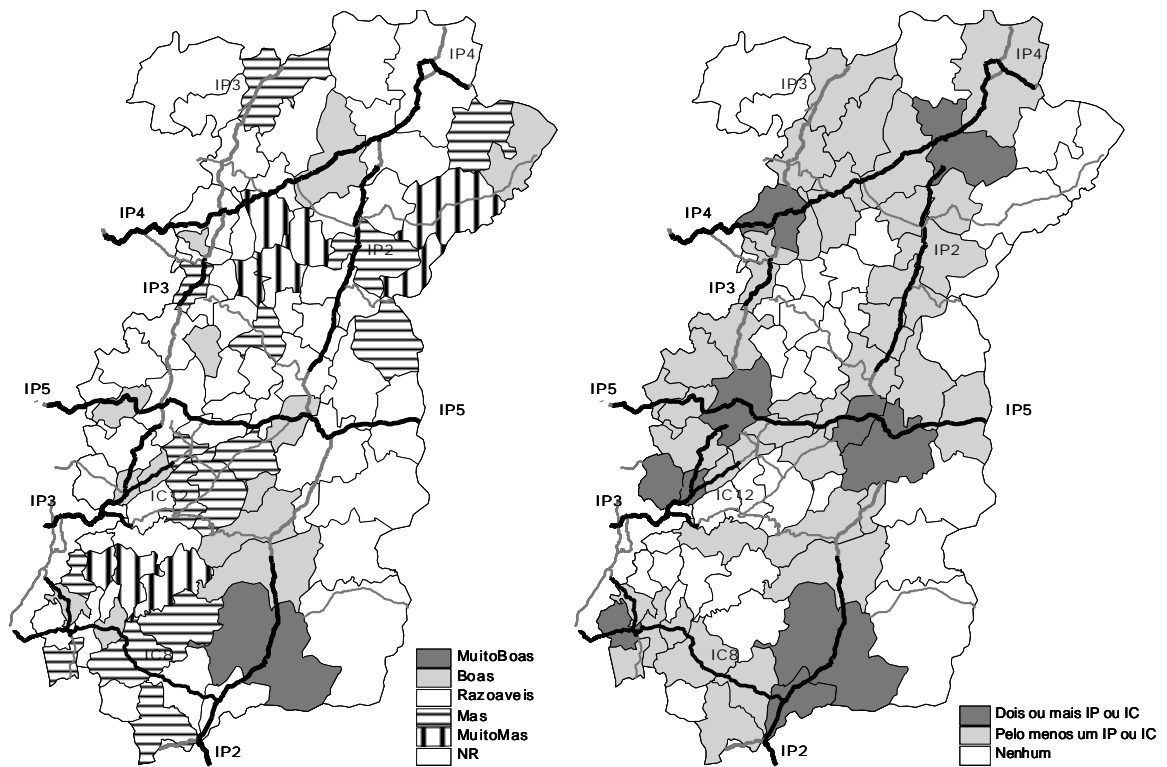 IP3
IP4
IP4
IP2
IP3
IP5
IP5
IP3
IC12
IC8
IP2
MuitoBoas
Boas
Razoaveis
Mas
MuitoMas
NR
IP3
IP4
IP4
IP2
IP3
IP5
IP5
IP3
IC12
IC8
IP2
Dois ou mais IP ou IC
Pelo menos um IP ou IC
Nenhum